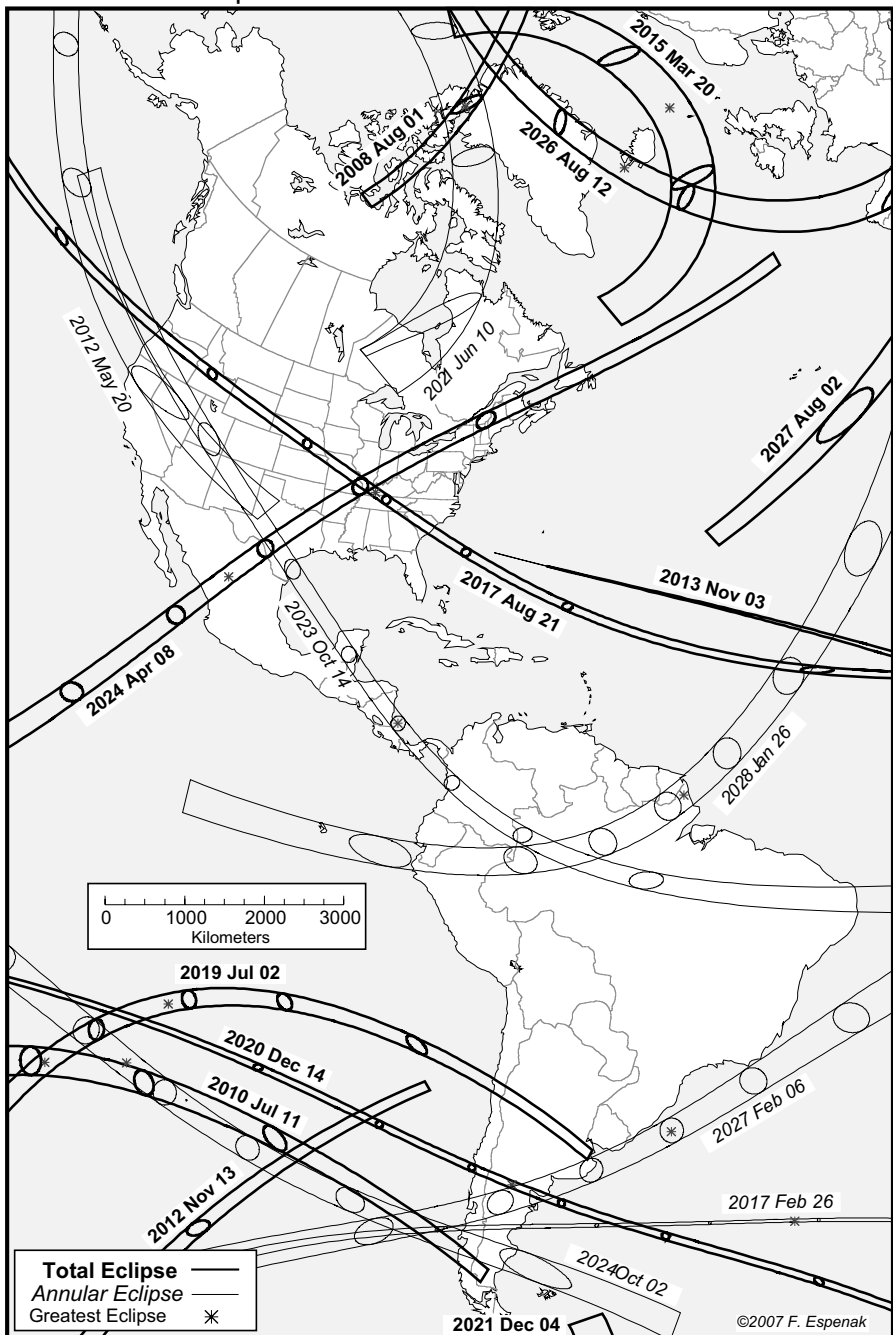 2015 Mar 20
2008 Aug 01
2026 Aug 12
2012 May 20
2021 Jun 10
2027 Aug 02
2013 Nov 03
2017 Aug 21
2023 Oct 14
2024 Apr 08
2028 Jan 26
0 1000 2000 3000
Kilometers
2019 Jul 02
2020 Dec 14
2010 Jul 11
2027 Feb 06
2012 Nov 13
2017 Feb 26
2024Oct 02
Total Eclipse
Annular Eclipse
Greatest Eclipse
2021 Dec 04
©2007 F. Espenak